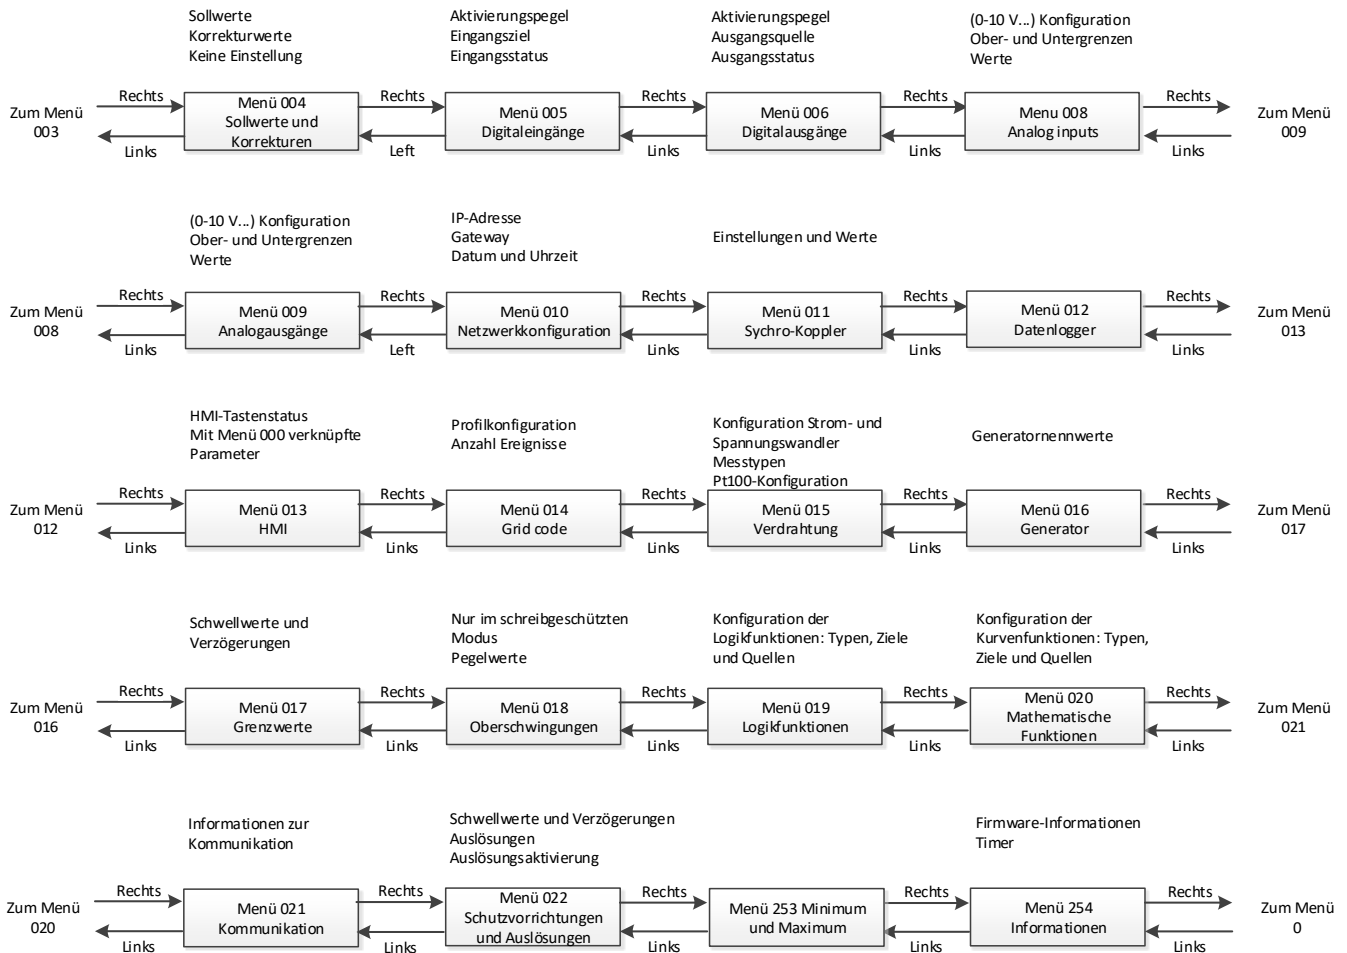 Sollwerte
Korrekturwerte
Keine Einstellung
Aktivierungspegel
Eingangsziel
Eingangsstatus
Aktivierungspegel
Ausgangsquelle
Ausgangsstatus
(0-10 V...) Konfiguration
Ober- und Untergrenzen
Werte
Zum Menü
003
Rechts
Links
Menü 004
Sollwerte und
Korrekturen
Rechts
Left
Menü 005
Digitaleingänge
Rechts
Links
Menü 006
Digitalausgänge
Rechts
Links
Menu 008
Analog inputs
Rechts
Links
Zum Menü
009
(0-10 V...) Konfiguration
Ober- und Untergrenzen
Werte
IP-Adresse
Gateway
Datum und Uhrzeit
Einstellungen und Werte
Zum Menü
008
Rechts
Links
Menü 009
Analogausgänge
Rechts
Left
Menü 010
Netzwerkkonfiguration
Rechts
Links
Menü 011
Sychro-Koppler
Rechts
Links
Menü 012
Datenlogger
Rechts
Links
Zum Menü
013
HMI-Tastenstatus
Mit Menü 000 verknüpfte
Parameter
Profilkonfiguration
Anzahl Ereignisse
Konfiguration Strom- und
Spannungswandler
Messtypen
Pt100-Konfiguration
Generatornennwerte
Zum Menü
012
Rechts
Links
Menü 013
HMI
Rechts
Links
Menü 014
Grid code
Rechts
Links
Menü 015
Verdrahtung
Rechts
Links
Menü 016
Generator
Rechts
Links
Zum Menü
017
Schwellwerte und
Verzögerungen
Nur im schreibgeschützten
Modus
Pegelwerte
Konfiguration der
Logikfunktionen: Typen, Ziele
und Quellen
Konfiguration der
Kurvenfunktionen: Typen,
Ziele und Quellen
Zum Menü
016
Rechts
Links
Menü 017
Grenzwerte
Rechts
Links
Menü 018
Oberschwingungen
Rechts
Links
Menü 019
Logikfunktionen
Rechts
Links
Menü 020
Mathematische
Funktionen
Rechts
Links
Zum Menü
021
Informationen zur
Kommunikation
Schwellwerte und Verzögerungen
Auslösungen
Auslösungsaktivierung
Firmware-Informationen
Timer
Zum Menü
020
Rechts
Links
Menü 021
Kommunikation
Rechts
Links
Menü 022
Schutzvorrichtungen
und Auslösungen
Rechts
Links
Menü 253 Minimum
und Maximum
Rechts
Links
Menü 254
Informationen
Rechts
Links
Zum Menü
0